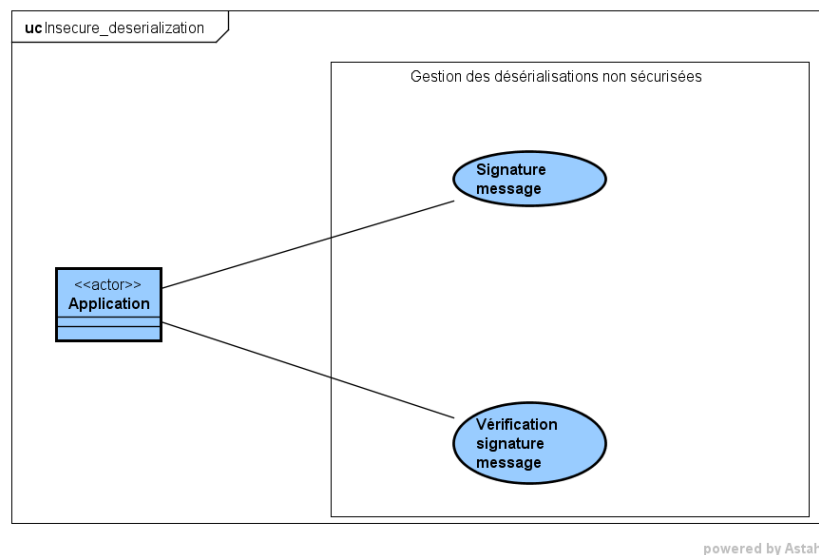 uc Insecure_deserialization
Gestion des désérialisations non sécurisées
Signature
message
<<actor>>
Application
Vérification
signature
message
powered by Astah